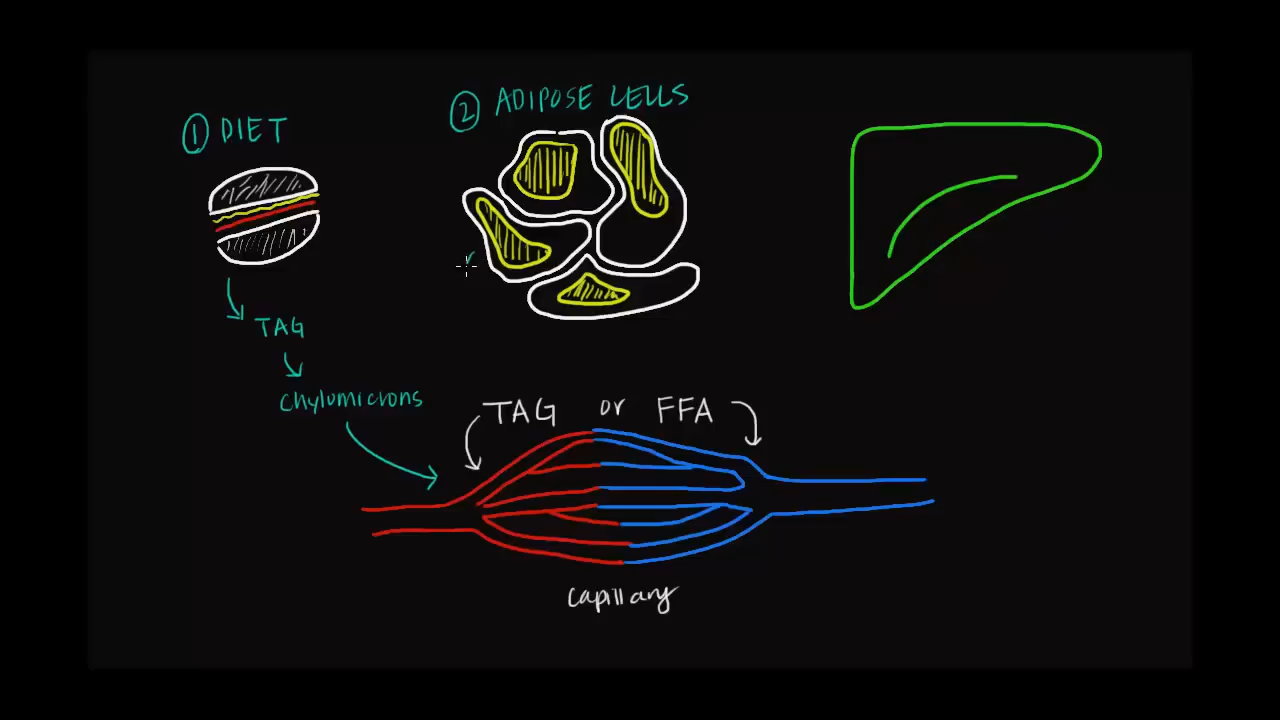 ① DIET
② ADIPOSE CELLS
TAG
Chylomicrons
TAG or FFA
Capillary